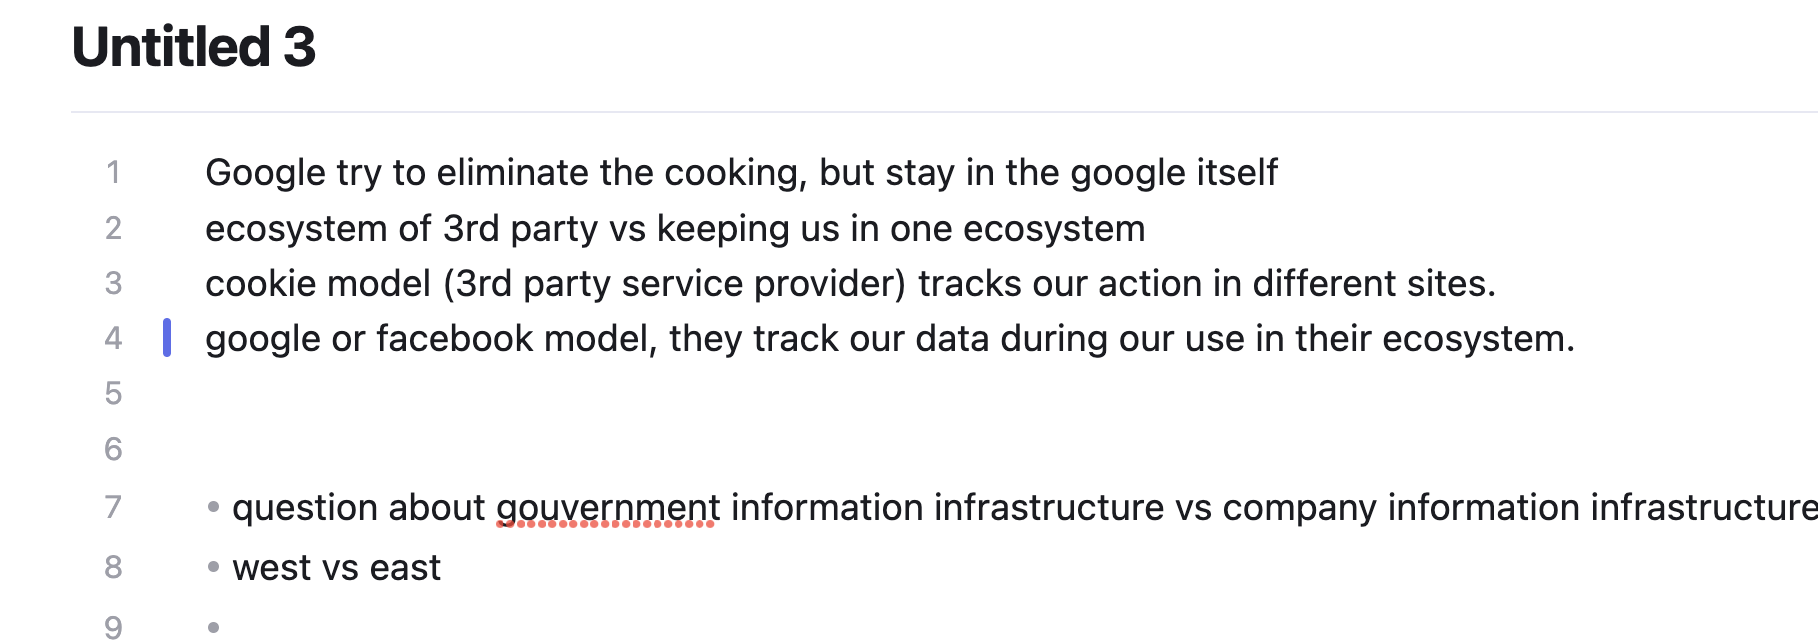 Untitled 3
1 Google try to eliminate the cooking, but stay in the google itself
2 ecosystem of 3rd party vs keeping us in one ecosystem
3 cookie model (3rd party service provider) tracks our action in different sites.
4 google or facebook model, they track our data during our use in their ecosystem.
5
6
7 • question about gouvernment information infrastructure vs company information infrastructure
8 • west vs east
9 •